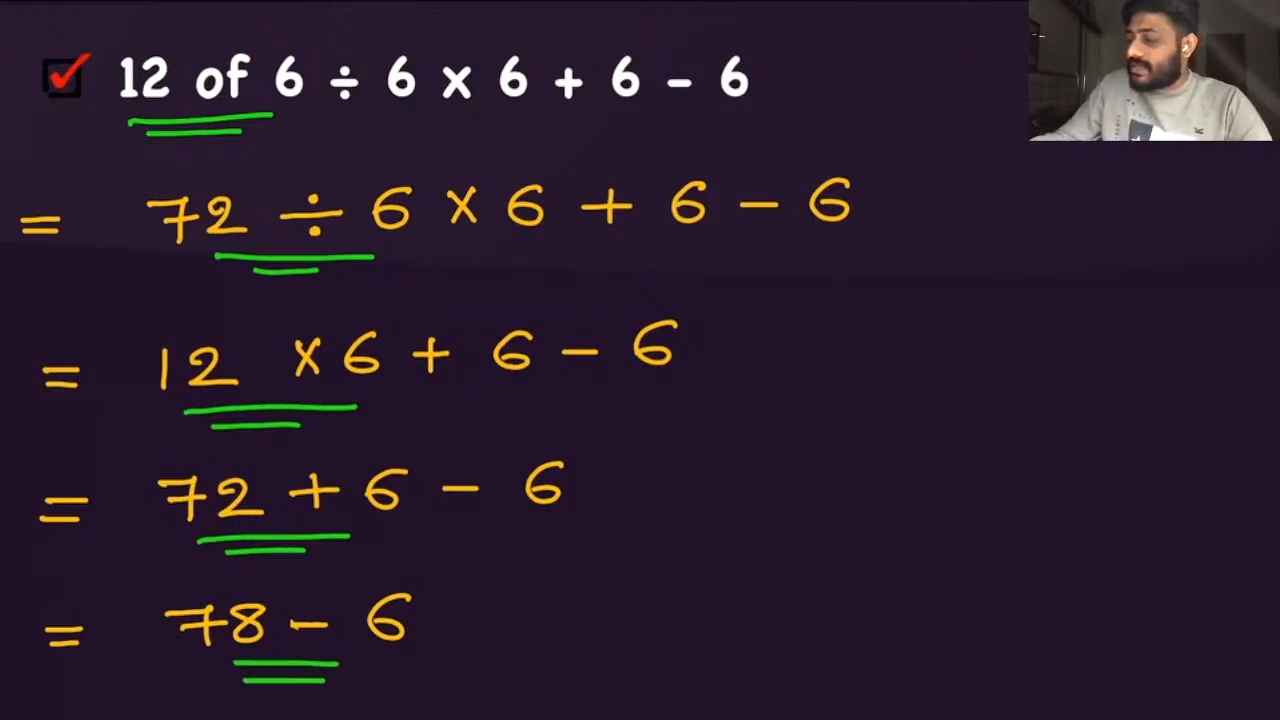 12 of 6 ÷ 6 x 6 + 6 - 6
= 72 ÷ 6 × 6 + 6 - 6
= 12 × 6 + 6 - 6
= 72 + 6 - 6
= 78 - 6